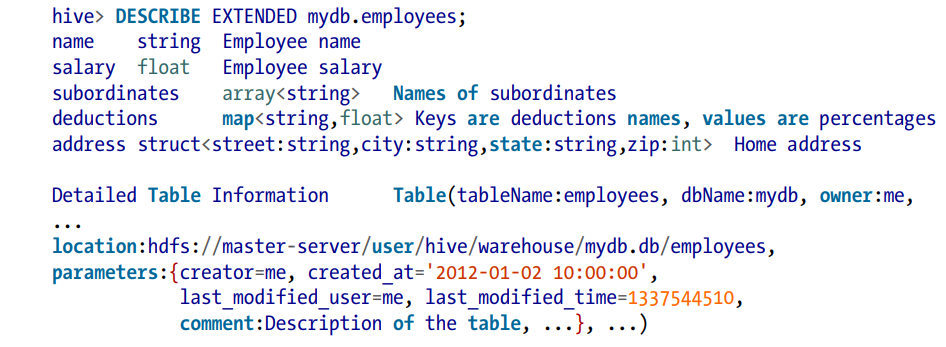 hive> DESCRIBE EXTENDED mydb.employees;
name    string  Employee name
salary  float   Employee salary
subordinates    array<string>   Names of subordinates
deductions      map<string,float> Keys are deductions names, values are percentages
address struct<street:string,city:string,state:string,zip:int>  Home address
Detailed Table Information      Table(tableName:employees, dbName:mydb, owner:me,
...
location:hdfs://master-server/user/hive/warehouse/mydb.db/employees,
parameters:{creator=me, created_at='2012-01-02 10:00:00',
            last_modified_user=me, last_modified_time=1337544510,
            comment:Description of the table, ...}, ...)